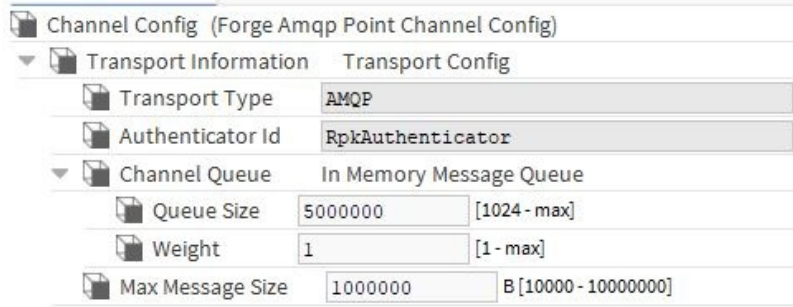 Channel Config (Forge Amqp Point Channel Config)
Transport Information Transport Config
Transport Type AMQP
Authenticator Id RpkAuthenticator
Channel Queue In Memory Message Queue
Queue Size 5000000 [1024 - max]
Weight 1 [1 - max]
Max Message Size 1000000 B [10000 - 10000000]